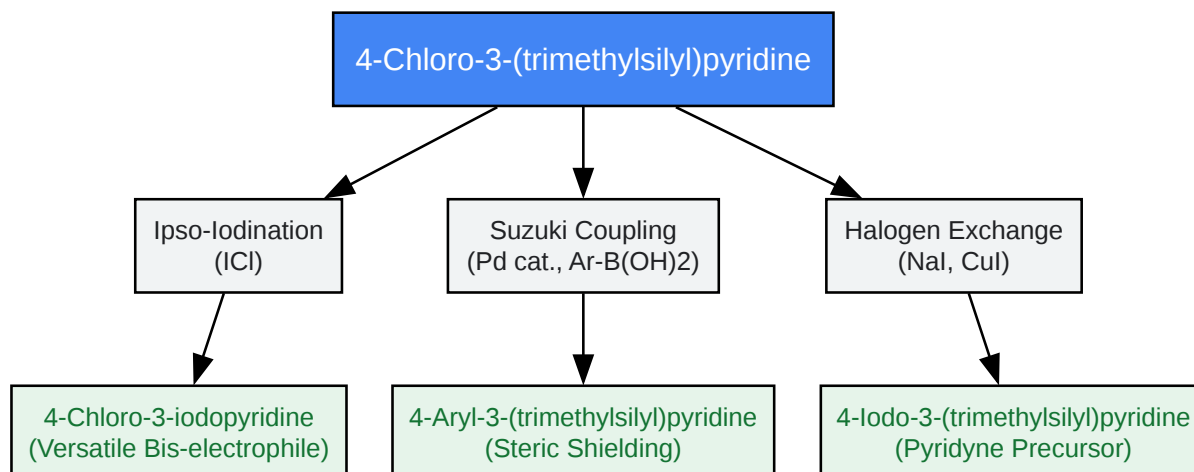 4-Chloro-3-(trimethylsilyl)pyridine
Ipso-Iodination
(ICl)
Suzuki Coupling
(Pd cat., Ar-B(OH)2)
Halogen Exchange
(NaI, CuI)
4-Chloro-3-iodopyridine
(Versatile Bis-electrophile)
4-Aryl-3-(trimethylsilyl)pyridine
(Steric Shielding)
4-Iodo-3-(trimethylsilyl)pyridine
(Pyridyne Precursor)